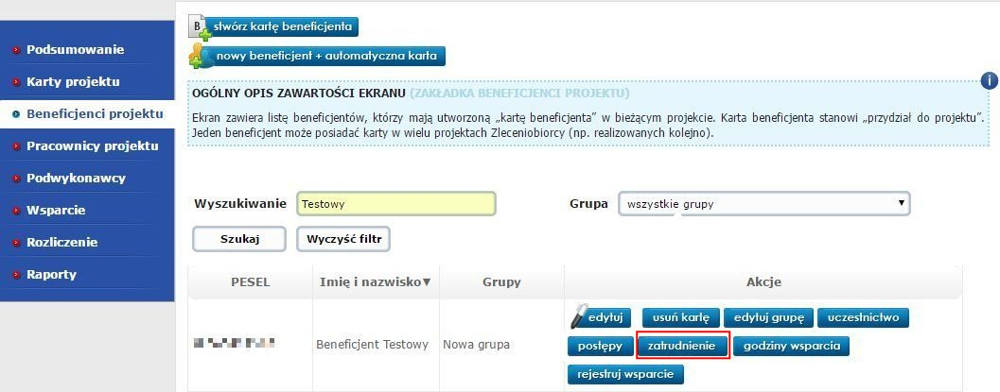 B stwórz kartę beneficjenta
nowy beneficjent + automatyczna karta
Podsumowanie
Karty projektu
Beneficjenci projektu
Pracownicy projektu
Podwykonawcy
Wsparcie
Rozliczenie
Raporty
i
OGÓLNY OPIS ZAWARTOŚCI EKRANU (ZAKŁADKA BENEFICJENCI PROJEKTU)
Ekran zawiera listę beneficjentów, którzy mają utworzoną „kartę beneficjenta” w bieżącym projekcie. Karta beneficjenta stanowi „przydział do projektu”.
Jeden beneficjent może posiadać karty w wielu projektach Zleceniobiorcy (np. realizowanych kolejno).
Wyszukiwanie Testowy Grupa wszystkie grupy
Szukaj Wyczyść filtr
PESEL Imię i nazwisko▼ Grupy Akcje
Beneficjent Testowy Nowa grupa
edytuj usuń kartę edytuj grupę uczestnictwo
postępy zatrudnienie godziny wsparcia
rejestruj wsparcie